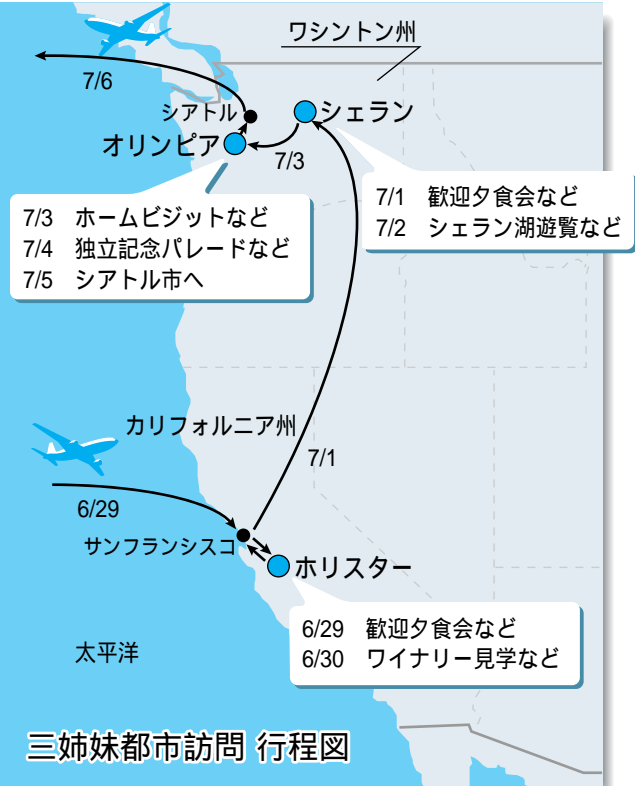 ワシントン州
7/6
シアトル
シェラン
オリンピア
7/3
7/1 歓迎夕食会など
7/2 シェラン湖遊覧など
7/3 ホームビジットなど
7/4 独立記念パレードなど
7/5 シアトル市へ
カリフォルニア州
7/1
6/29
サンフランシスコ
ホリスター
6/29 歓迎夕食会など
6/30 ワイナリー見学など
太平洋
三姉妹都市訪問 行程図